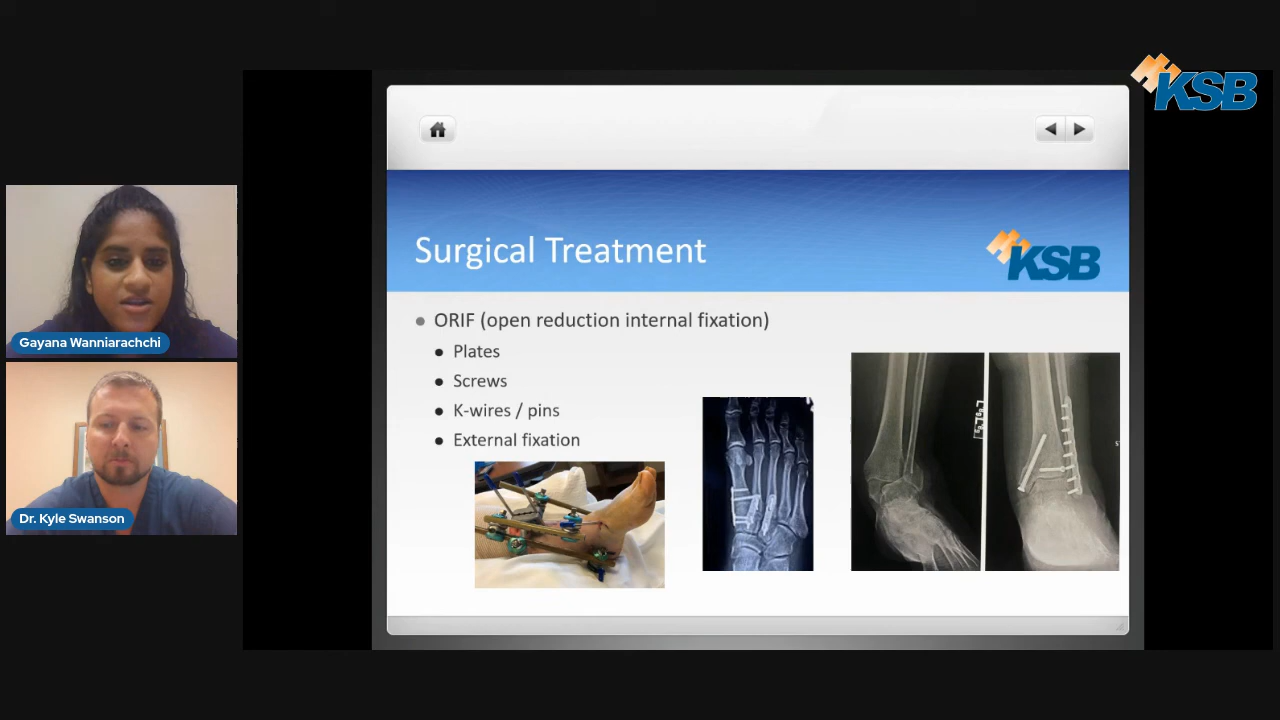 KSB
Surgical Treatment
KSB
ORIF (open reduction internal fixation)
Plates
Screws
K-wires / pins
External fixation
Gayana Wanniarachchi
Dr. Kyle Swanson